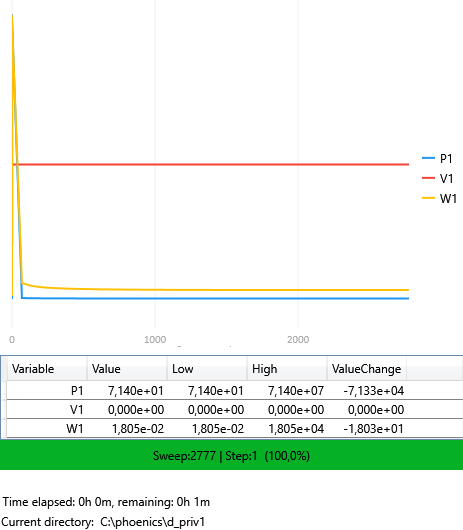 P1
V1
W1
0 1000 2000
Variable Value Low High ValueChange
P1 7,140e+01 7,140e+01 7,140e+07 -7,133e+04
V1 0,000e+00 0,000e+00 0,000e+00 0,000e+00
W1 1,805e-02 1,805e-02 1,805e+04 -1,803e+01
Sweep:2777 | Step:1 (100,0%)
Time elapsed: 0h 0m, remaining: 0h 1m
Current directory: C:\phoenics\d_priv1